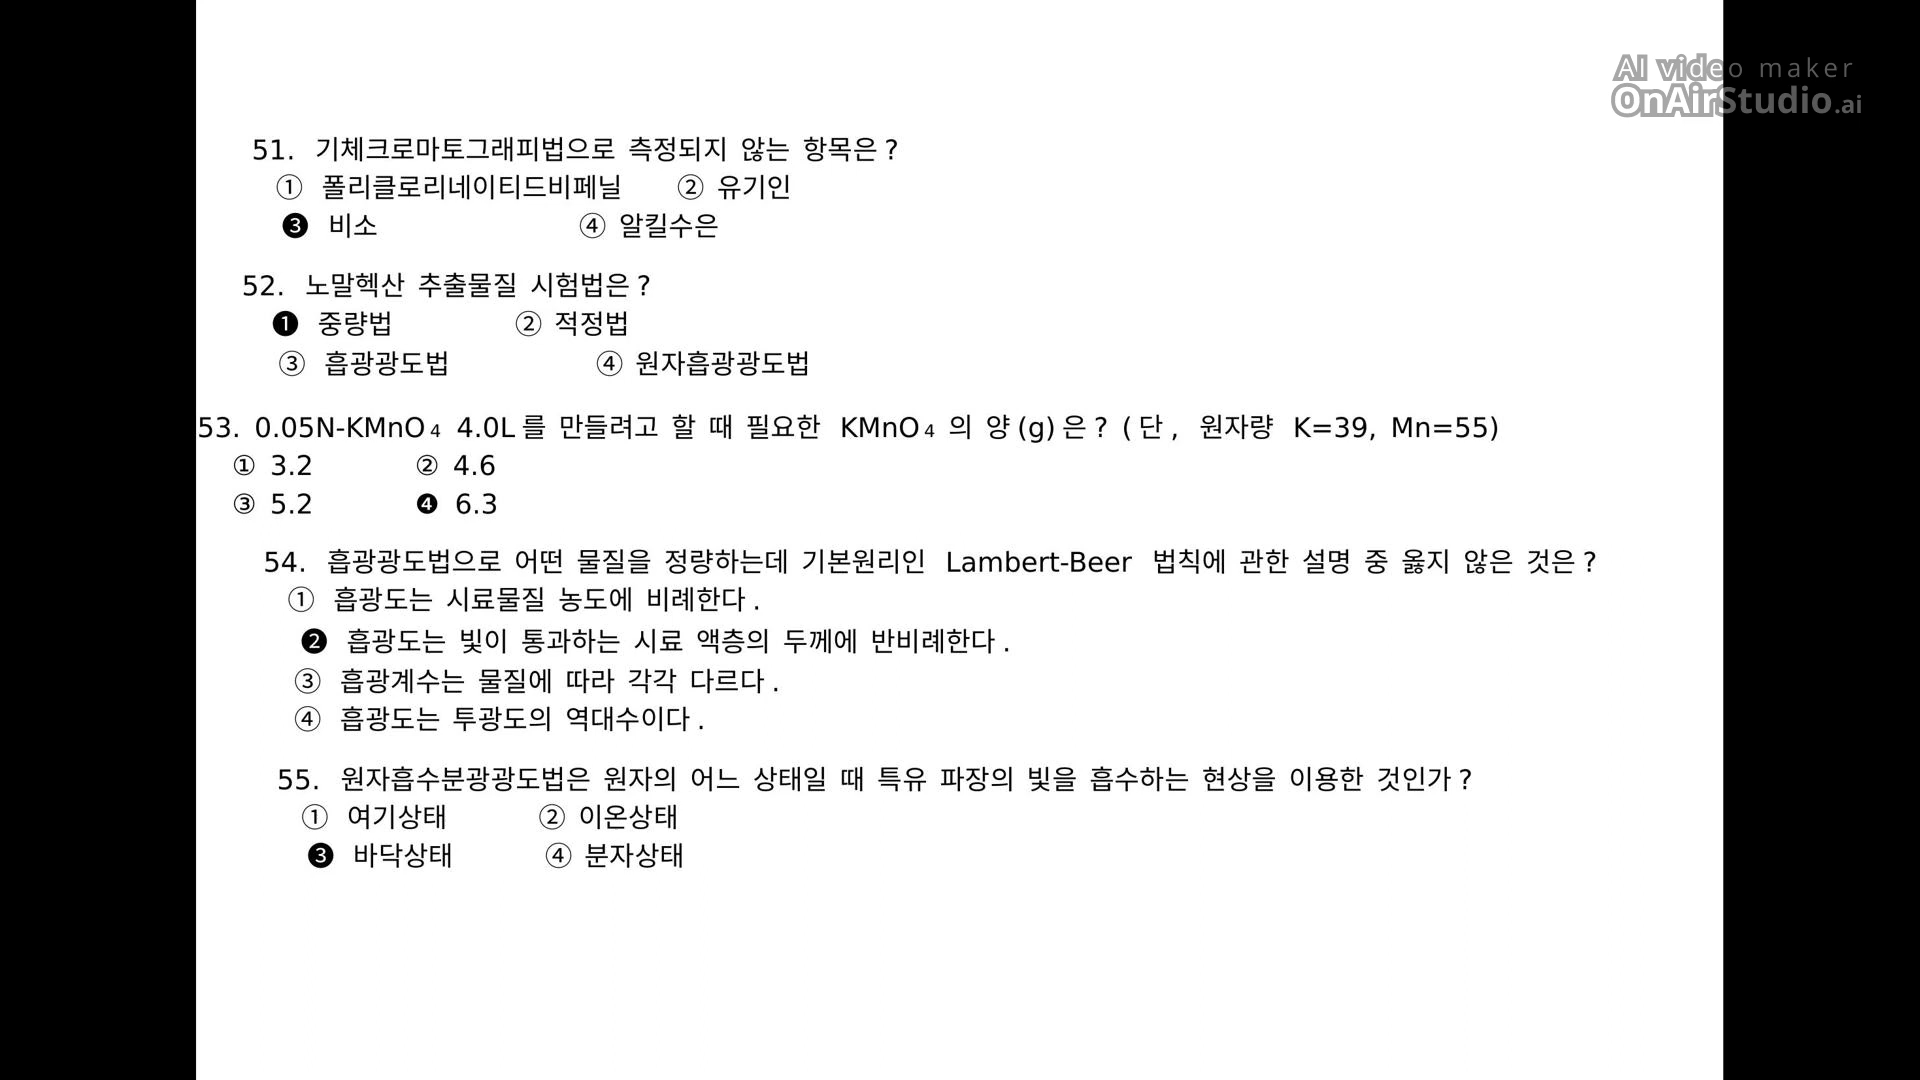 AI video maker
OnAirStudio.ai
51. 기체크로마토그래피법으로 측정되지 않는 항목은?
① 폴리클로리네이티드비페닐 ② 유기인
❸ 비소 ④ 알킬수은
52. 노말헥산 추출물질 시험법은?
❶ 중량법 ② 적정법
③ 흡광광도법 ④ 원자흡광광도법
53. 0.05N-KMnO₄ 4.0L를 만들려고 할 때 필요한 KMnO₄의 양(g)은? (단, 원자량 K=39, Mn=55)
① 3.2 ② 4.6
③ 5.2 ❹ 6.3
54. 흡광광도법으로 어떤 물질을 정량하는데 기본원리인 Lambert-Beer 법칙에 관한 설명 중 옳지 않은 것은?
① 흡광도는 시료물질 농도에 비례한다.
❷ 흡광도는 빛이 통과하는 시료 액층의 두께에 반비례한다.
③ 흡광계수는 물질에 따라 각각 다르다.
④ 흡광도는 투광도의 역대수이다.
55. 원자흡수분광광도법은 원자의 어느 상태일 때 특유 파장의 빛을 흡수하는 현상을 이용한 것인가?
① 여기상태 ② 이온상태
❸ 바닥상태 ④ 분자상태